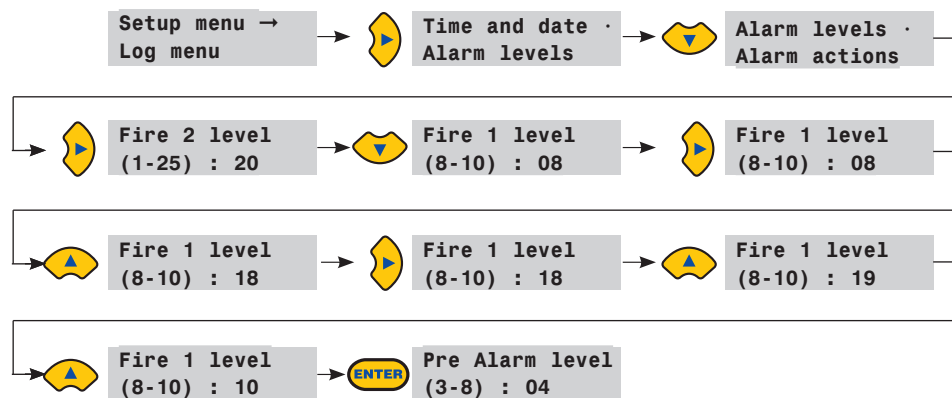 Setup menu →
Log menu
Time and date ·
Alarm levels
Alarm levels ·
Alarm actions
Fire 2 level
(1-25) : 20
Fire 1 level
(8-10) : 08
Fire 1 level
(8-10) : 08
Fire 1 level
(8-10) : 18
Fire 1 level
(8-10) : 18
Fire 1 level
(8-10) : 19
Fire 1 level
(8-10) : 10
ENTER
Pre Alarm level
(3-8) : 04